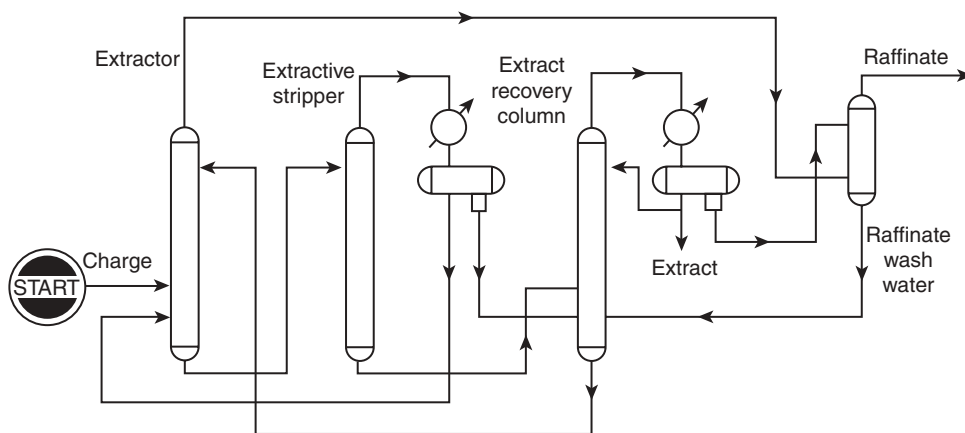 Extractor
Extractive
stripper
Extract
recovery
column
Raffinate
Charge
START
Extract
Raffinate
wash
water